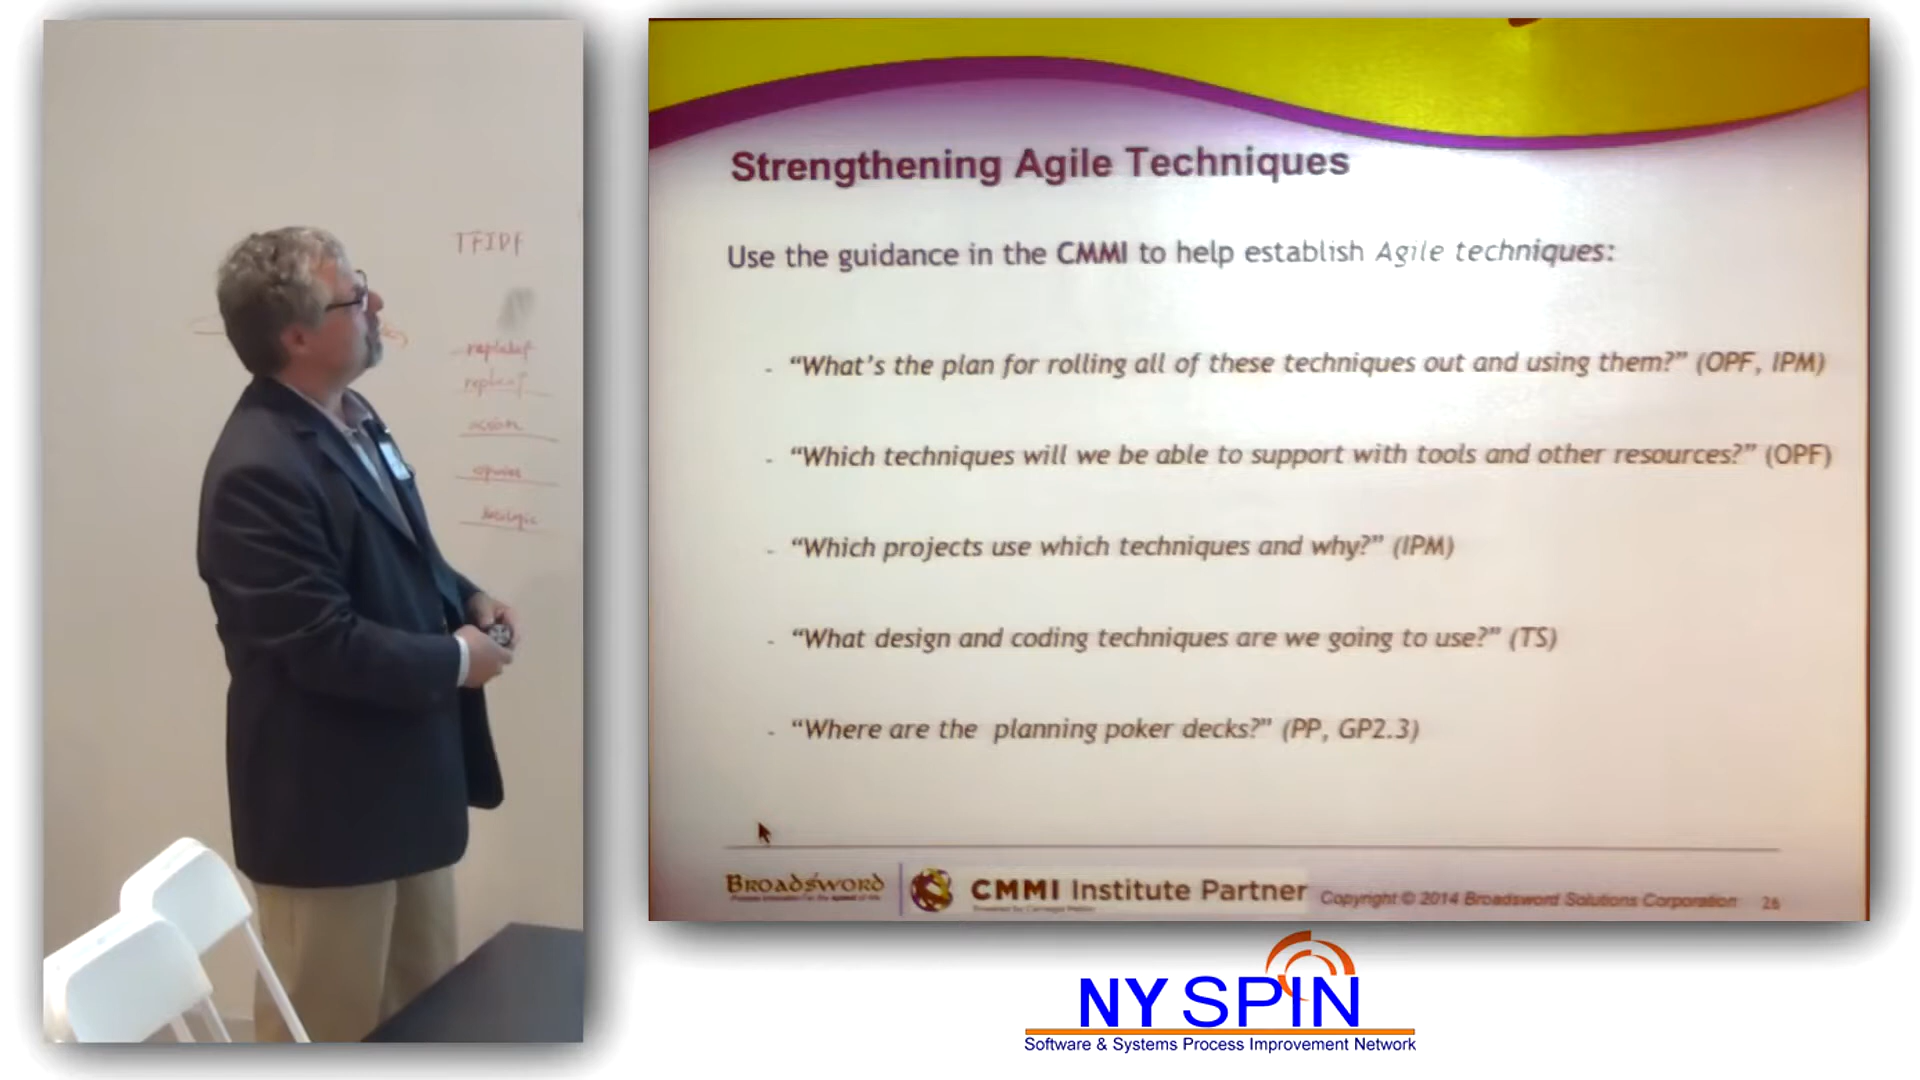 TFIDF
Strengthening Agile Techniques
Use the guidance in the CMMI to help establish Agile techniques:
- “What’s the plan for rolling all of these techniques out and using them?” (OPF, IPM)
- “Which techniques will we be able to support with tools and other resources?” (OPF)
- “Which projects use which techniques and why?” (IPM)
- “What design and coding techniques are we going to use?” (TS)
- “Where are the planning poker decks?” (PP, GP2.3)
BROADSWORD
CMMI Institute Partner
Copyright © 2014 Broadsword Solutions Corporation 26
NY SPIN
Software & Systems Process Improvement Network